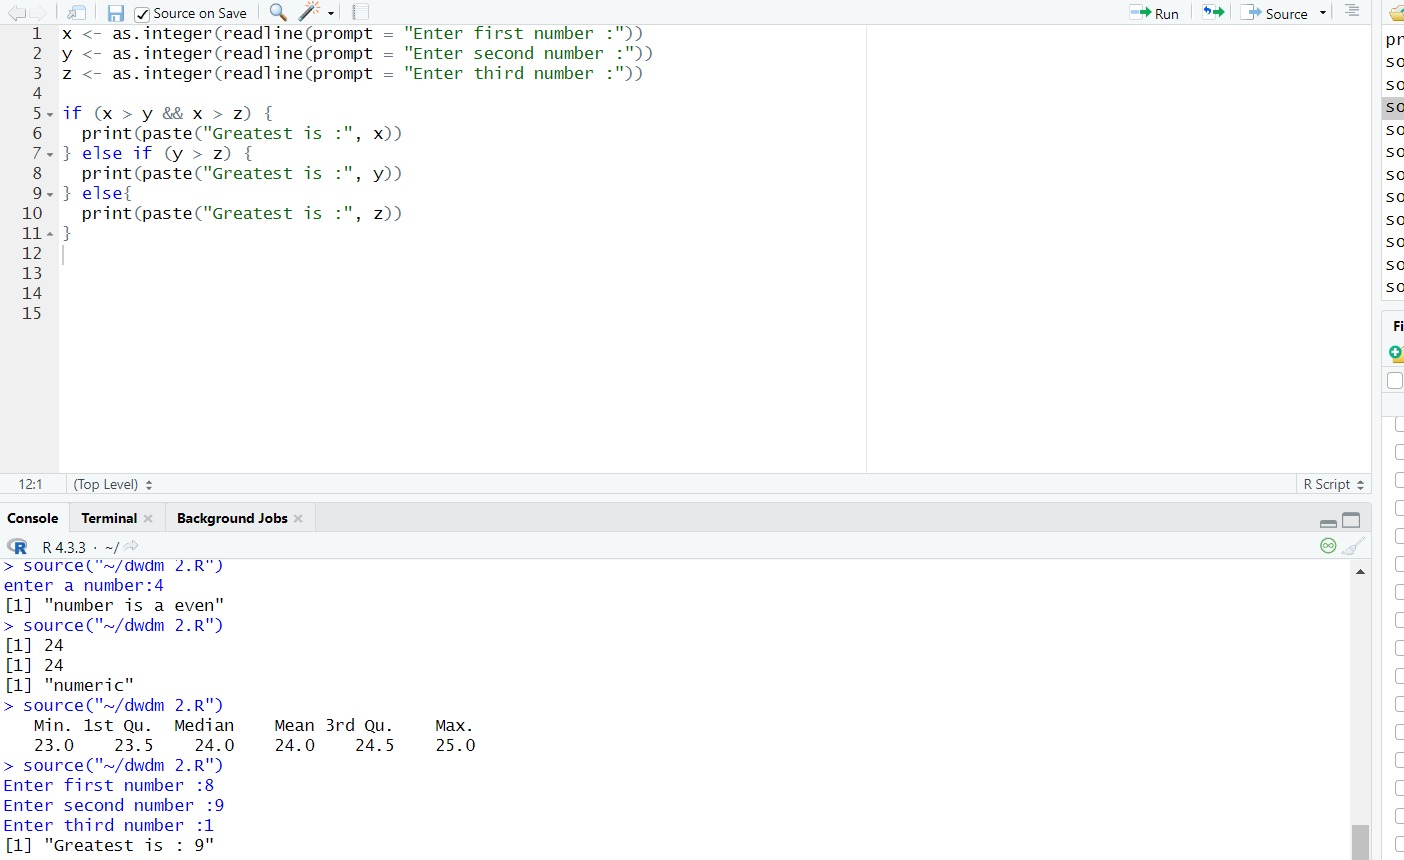 Source on Save
Run
Source
1 x <- as.integer(readline(prompt = "Enter first number :"))
2 y <- as.integer(readline(prompt = "Enter second number :"))
3 z <- as.integer(readline(prompt = "Enter third number :"))
4
5 if (x > y && x > z) {
6   print(paste("Greatest is :", x))
7 } else if (y > z) {
8   print(paste("Greatest is :", y))
9 } else{
10   print(paste("Greatest is :", z))
11 }
12
13
14
15
12:1 (Top Level) R Script
Console Terminal Background Jobs
R R 4.3.3 · ~/
> source("~/dwdm 2.R")
enter a number:4
[1] "number is a even"
> source("~/dwdm 2.R")
[1] 24
[1] 24
[1] "numeric"
> source("~/dwdm 2.R")
   Min. 1st Qu.  Median    Mean 3rd Qu.    Max.
   23.0    23.5    24.0    24.0    24.5    25.0
> source("~/dwdm 2.R")
Enter first number :8
Enter second number :9
Enter third number :1
[1] "Greatest is : 9"
pr
so
so
so
so
so
so
so
so
so
so
so
Fi